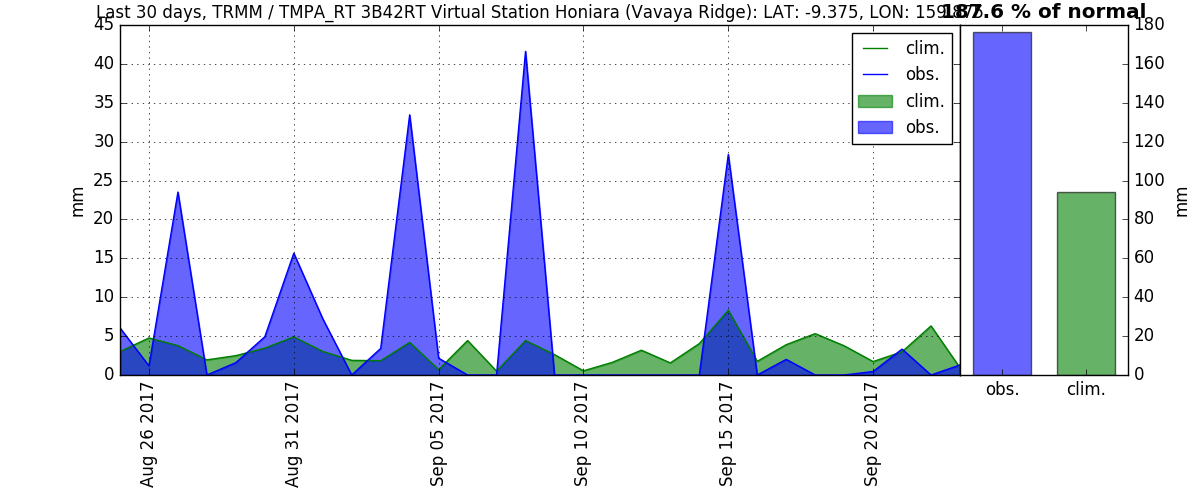 Last 30 days, TRMM / TMPA_RT 3B42RT Virtual Station Honiara (Vavaya Ridge): LAT: -9.375, LON:
187.6 % of normal
45
40
35
30
25
20
15
10
5
0
mm
clim.
obs.
clim.
obs.
180
160
140
120
100
80
60
40
20
0
mm
Aug 26 2017
Aug 31 2017
Sep 05 2017
Sep 10 2017
Sep 15 2017
Sep 20 2017
obs. clim.